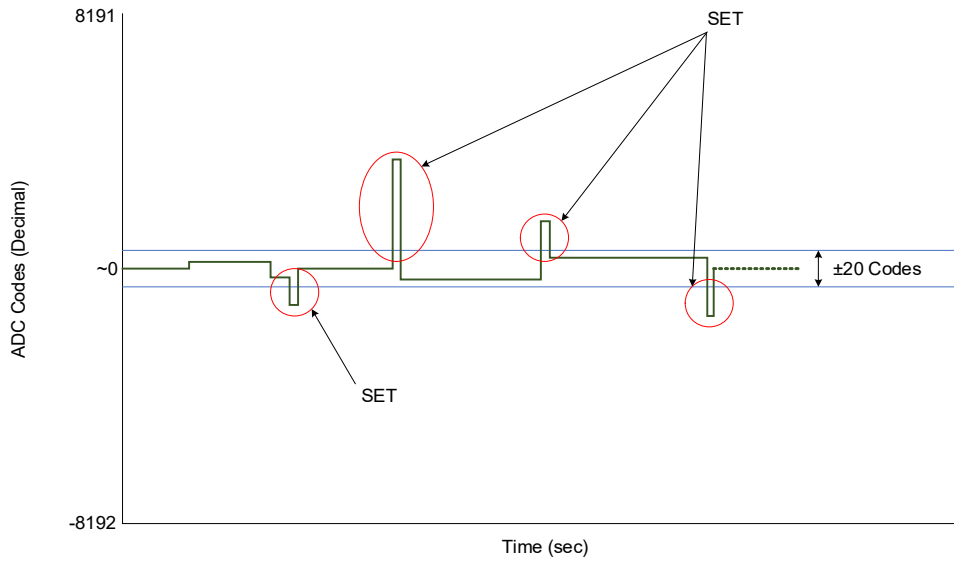 8191
SET
ADC Codes (Decimal)
~0
±20 Codes
SET
-8192
Time (sec)